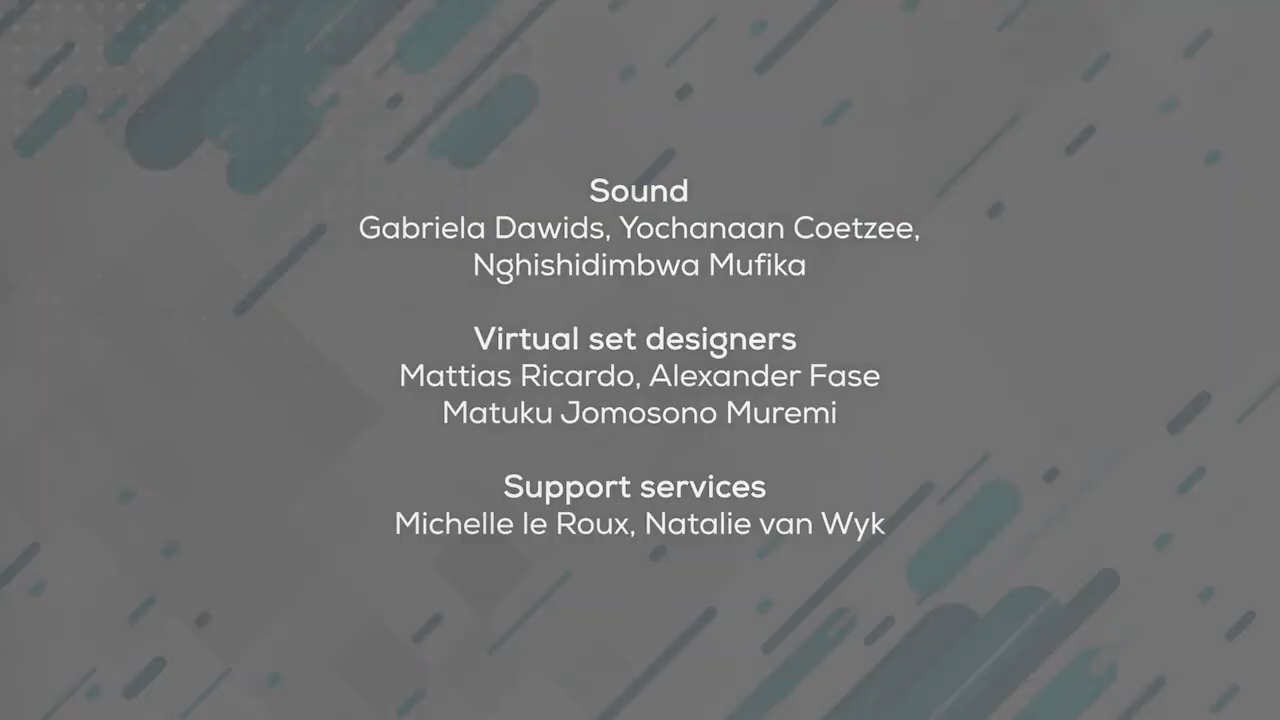 Sound
Gabriela Dawids, Yochanaan Coetzee,
Nghishidimbwa Mufika
Virtual set designers
Mattias Ricardo, Alexander Fase
Matuku Jomosono Muremi
Support services
Michelle le Roux, Natalie van Wyk